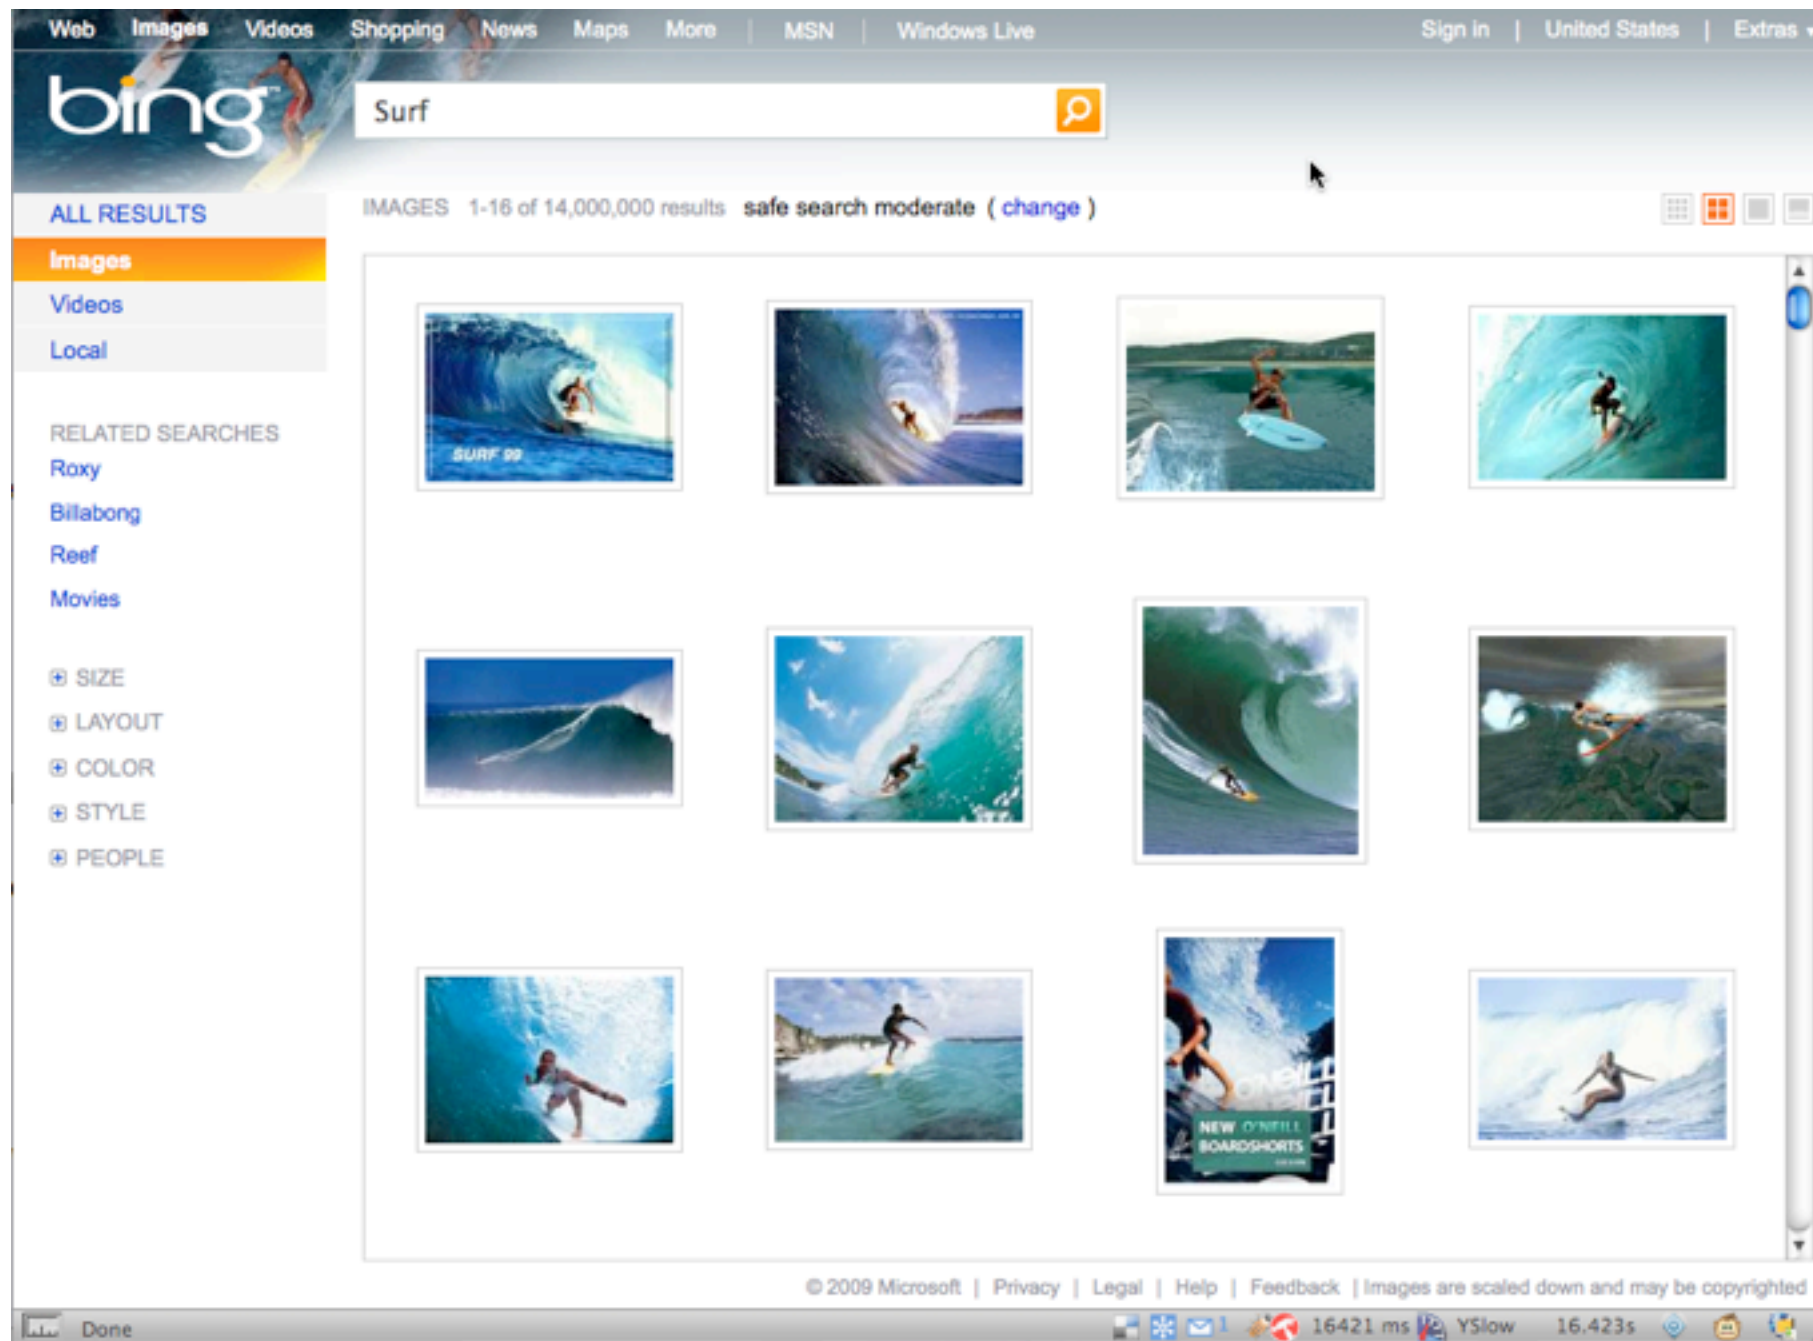 Web Images Videos Shopping News Maps More | MSN | Windows Live Sign in | United States | Extras
bing
Surf
ALL RESULTS
Images
Videos
Local
RELATED SEARCHES
Roxy
Billabong
Reef
Movies
SIZE
LAYOUT
COLOR
STYLE
PEOPLE
IMAGES 1-16 of 14,000,000 results safe search moderate ( change )
SURF 99
O'NEILL
NEW O'NEILL
BOARDSHORTS
© 2009 Microsoft | Privacy | Legal | Help | Feedback | Images are scaled down and may be copyrighted
Done 1 16421 ms YSlow 16.423s